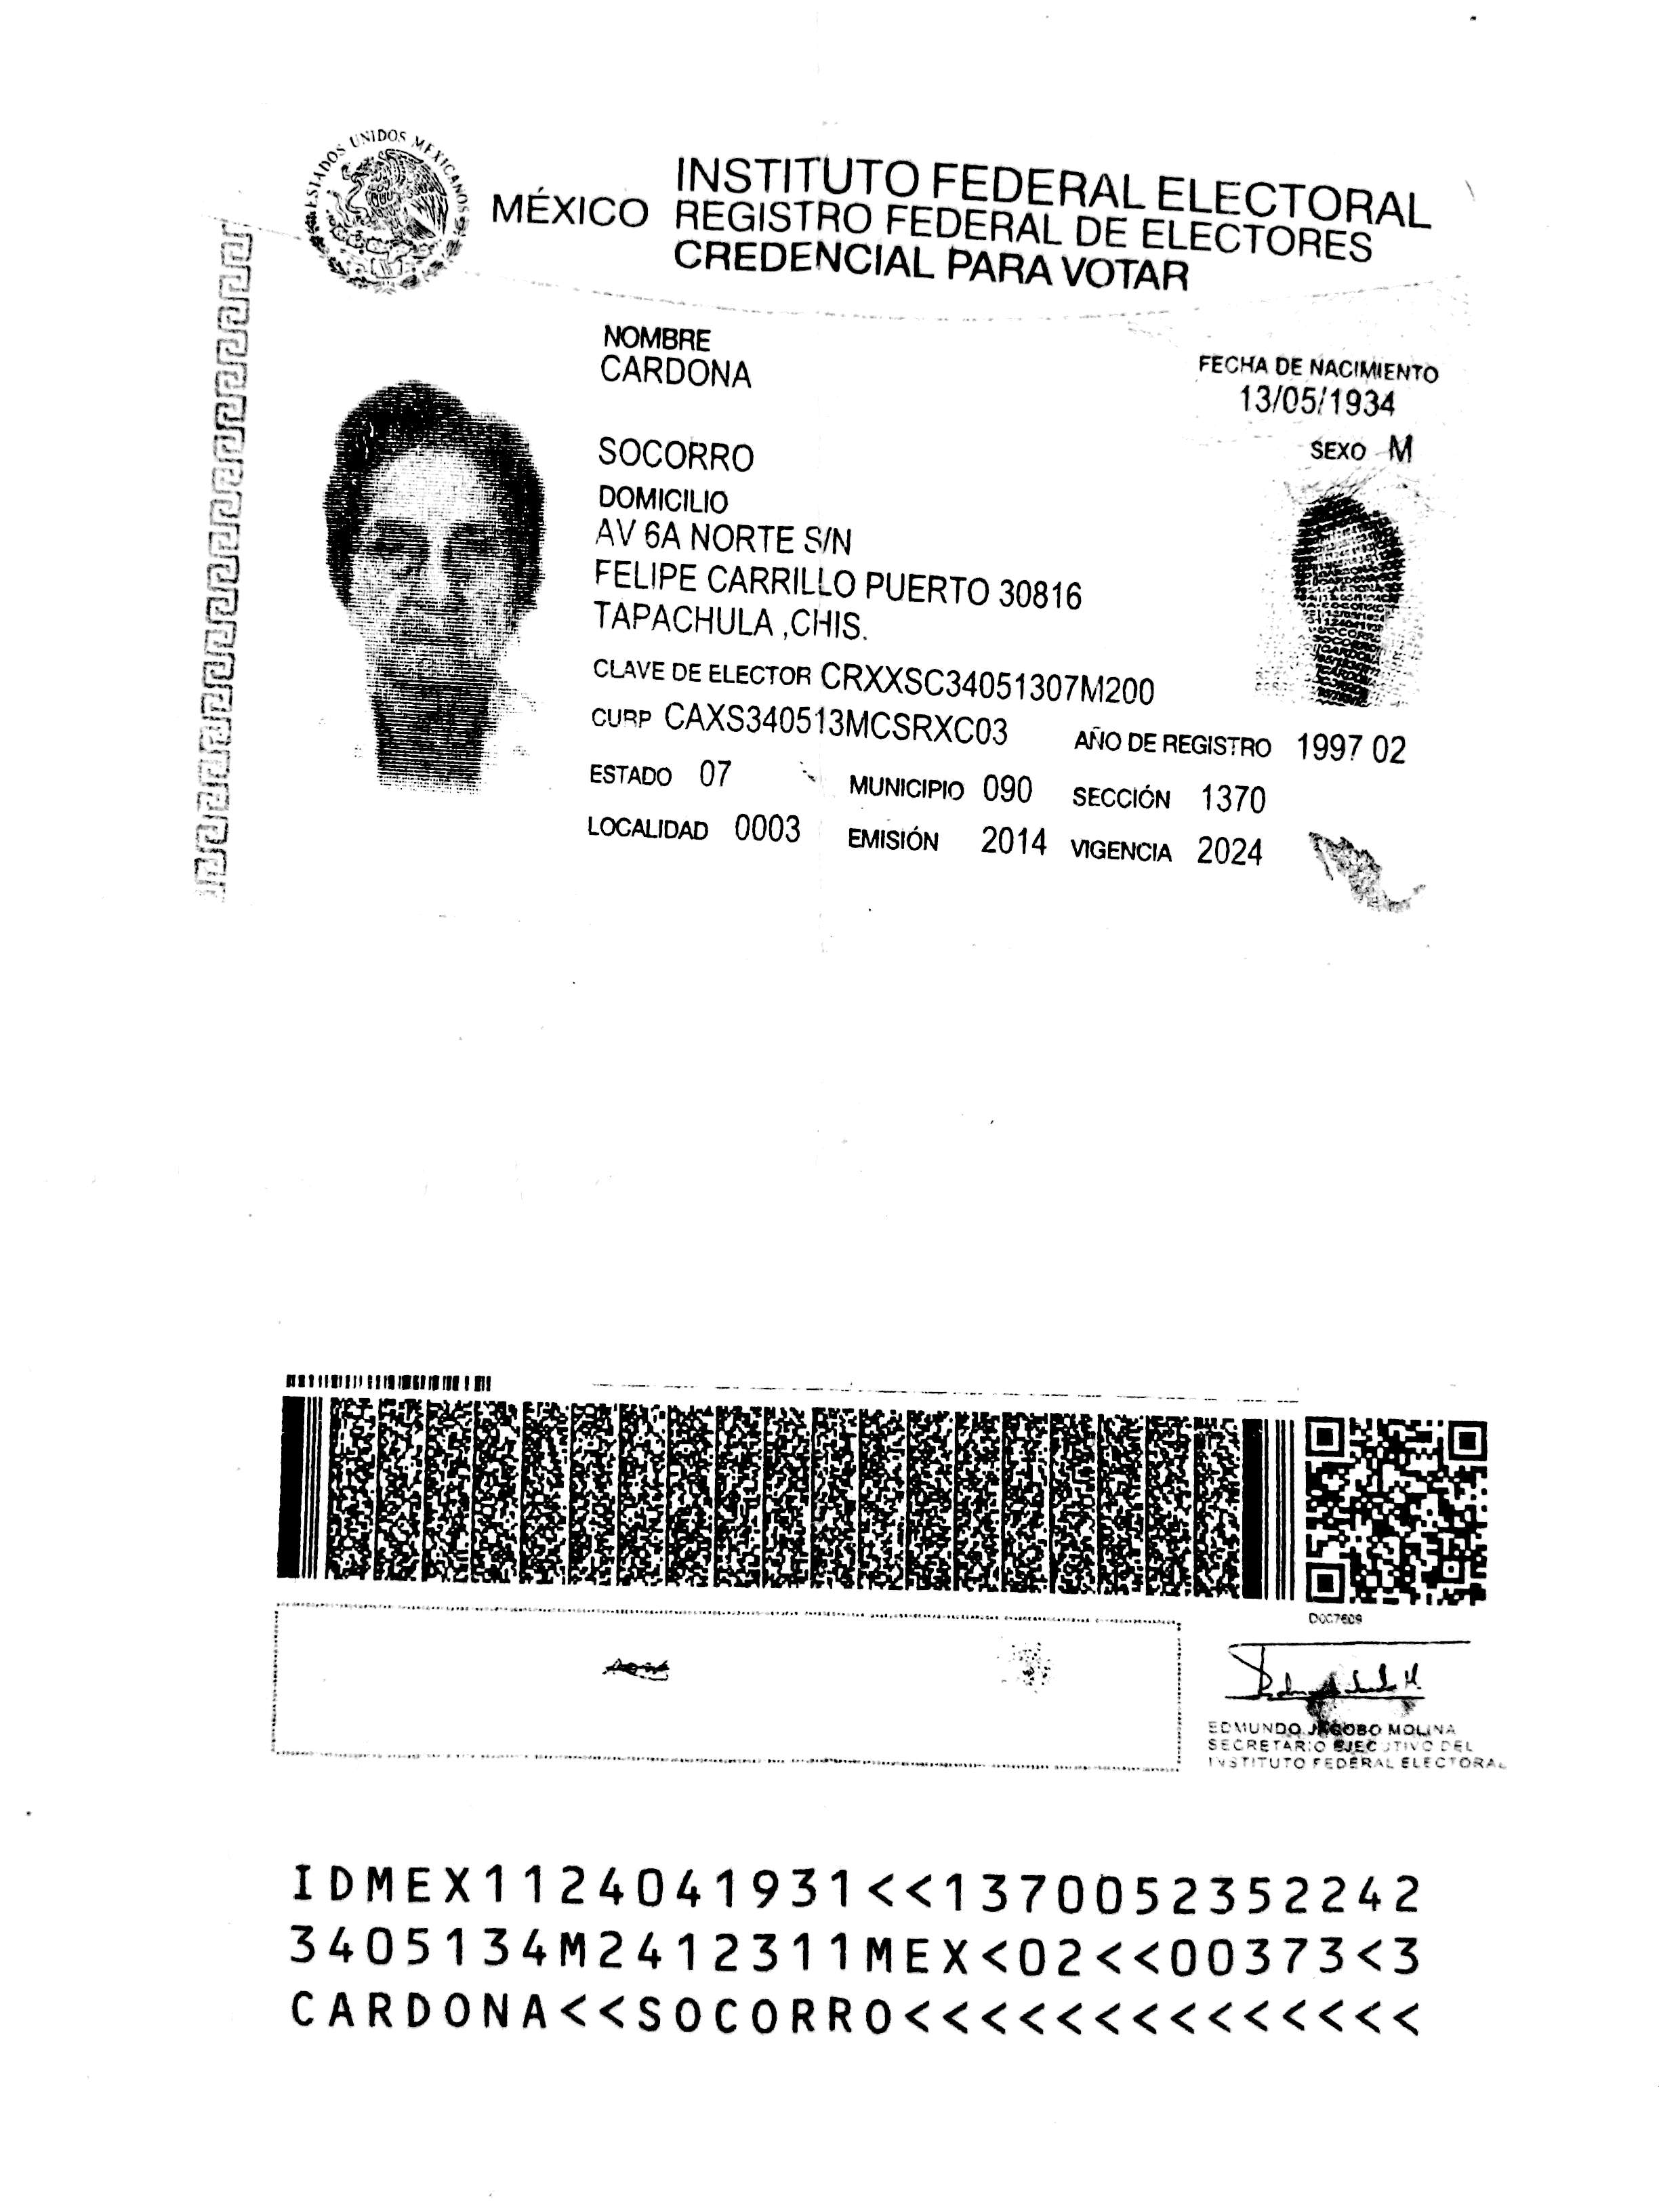 ESTADOS UNIDOS MEXICANOS
MÉXICO
INSTITUTO FEDERAL ELECTORAL
REGISTRO FEDERAL DE ELECTORES
CREDENCIAL PARA VOTAR
NOMBRE
CARDONA
SOCORRO
FECHA DE NACIMIENTO
13/05/1934
SEXO M
DOMICILIO
AV 6A NORTE S/N
FELIPE CARRILLO PUERTO 30816
TAPACHULA ,CHIS.
CLAVE DE ELECTOR CRXXSC34051307M200
CURP CAXS340513MCSRXC03 AÑO DE REGISTRO 1997 02
ESTADO 07 MUNICIPIO 090 SECCIÓN 1370
LOCALIDAD 0003 EMISIÓN 2014 VIGENCIA 2024
EDMUNDO JACOBO MOLINA
SECRETARIO EJECUTIVO DEL
INSTITUTO FEDERAL ELECTORAL
IDMEX1124041931<<1370052352242
3405134M2412311MEX<02<<00373<3
CARDONA<<SOCORRO<<<<<<<<<<<<<<